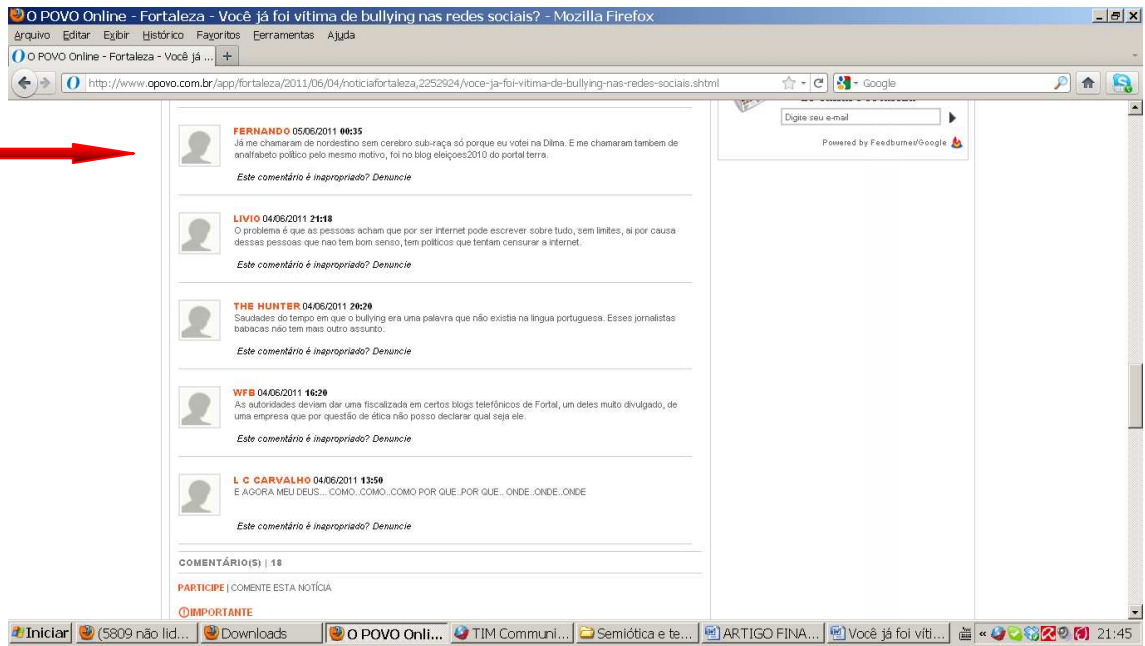 O POVO Online - Fortaleza - Você já foi vítima de bullying nas redes sociais? - Mozilla Firefox
Arquivo Editar Exibir Histórico Favoritos Ferramentas Ajuda
O POVO Online - Fortaleza - Você já ...
http://www.opovo.com.br/app/fortaleza/2011/06/04/noticiafortaleza,2252924/voce-ja-foi-vitima-de-bullying-nas-redes-sociais.shtml
Google
Digite seu e-mail
Powered by Feedburner/Google
FERNANDO 05/06/2011 00:35
Já me chamaram de nordestino sem cerebro sub-raça só porque eu votei na Dilma. E me chamaram tambem de
analfabeto político pelo mesmo motivo, foi no blog eleiçoes2010 do portal terra.
Este comentário é inapropriado? Denuncie
LIVIO 04/06/2011 21:18
O problema é que as pessoas acham que por ser internet pode escrever sobre tudo, sem limites, ai por causa
dessas pessoas que nao tem bom senso, tem politicos que tentam censurar a internet.
Este comentário é inapropriado? Denuncie
THE HUNTER 04/06/2011 20:20
Saudades do tempo em que o bullying era uma palavra que não existia na lingua portuguesa. Esses jornalistas
babacas não tem mais outro assunto.
Este comentário é inapropriado? Denuncie
WFB 04/06/2011 16:20
As autoridades deviam dar uma fiscalizada em certos blogs telefônicos de Fortal, um deles muito divulgado, de
uma empresa que por questão de ética não posso declarar qual seja ele.
Este comentário é inapropriado? Denuncie
L C CARVALHO 04/06/2011 13:50
E AGORA MEU DEUS... COMO..COMO..COMO POR QUE..POR QUE... ONDE..ONDE..ONDE
Este comentário é inapropriado? Denuncie
COMENTÁRIO(S) | 18
PARTICIPE | COMENTE ESTA NOTÍCIA
IMPORTANTE
Iniciar (5809 não lid... Downloads O POVO Onli... TIM Communi... Semiótica e te... ARTIGO FINA... Você já foi víti... « 21:45